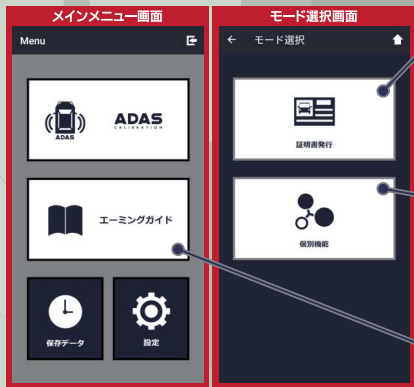 メインメニュー画面
Menu
ADAS
ADAS
CALIBRATION
エーミングガイド
保存データ
設定
モード選択画面
モード選択
証明書発行
個別機能